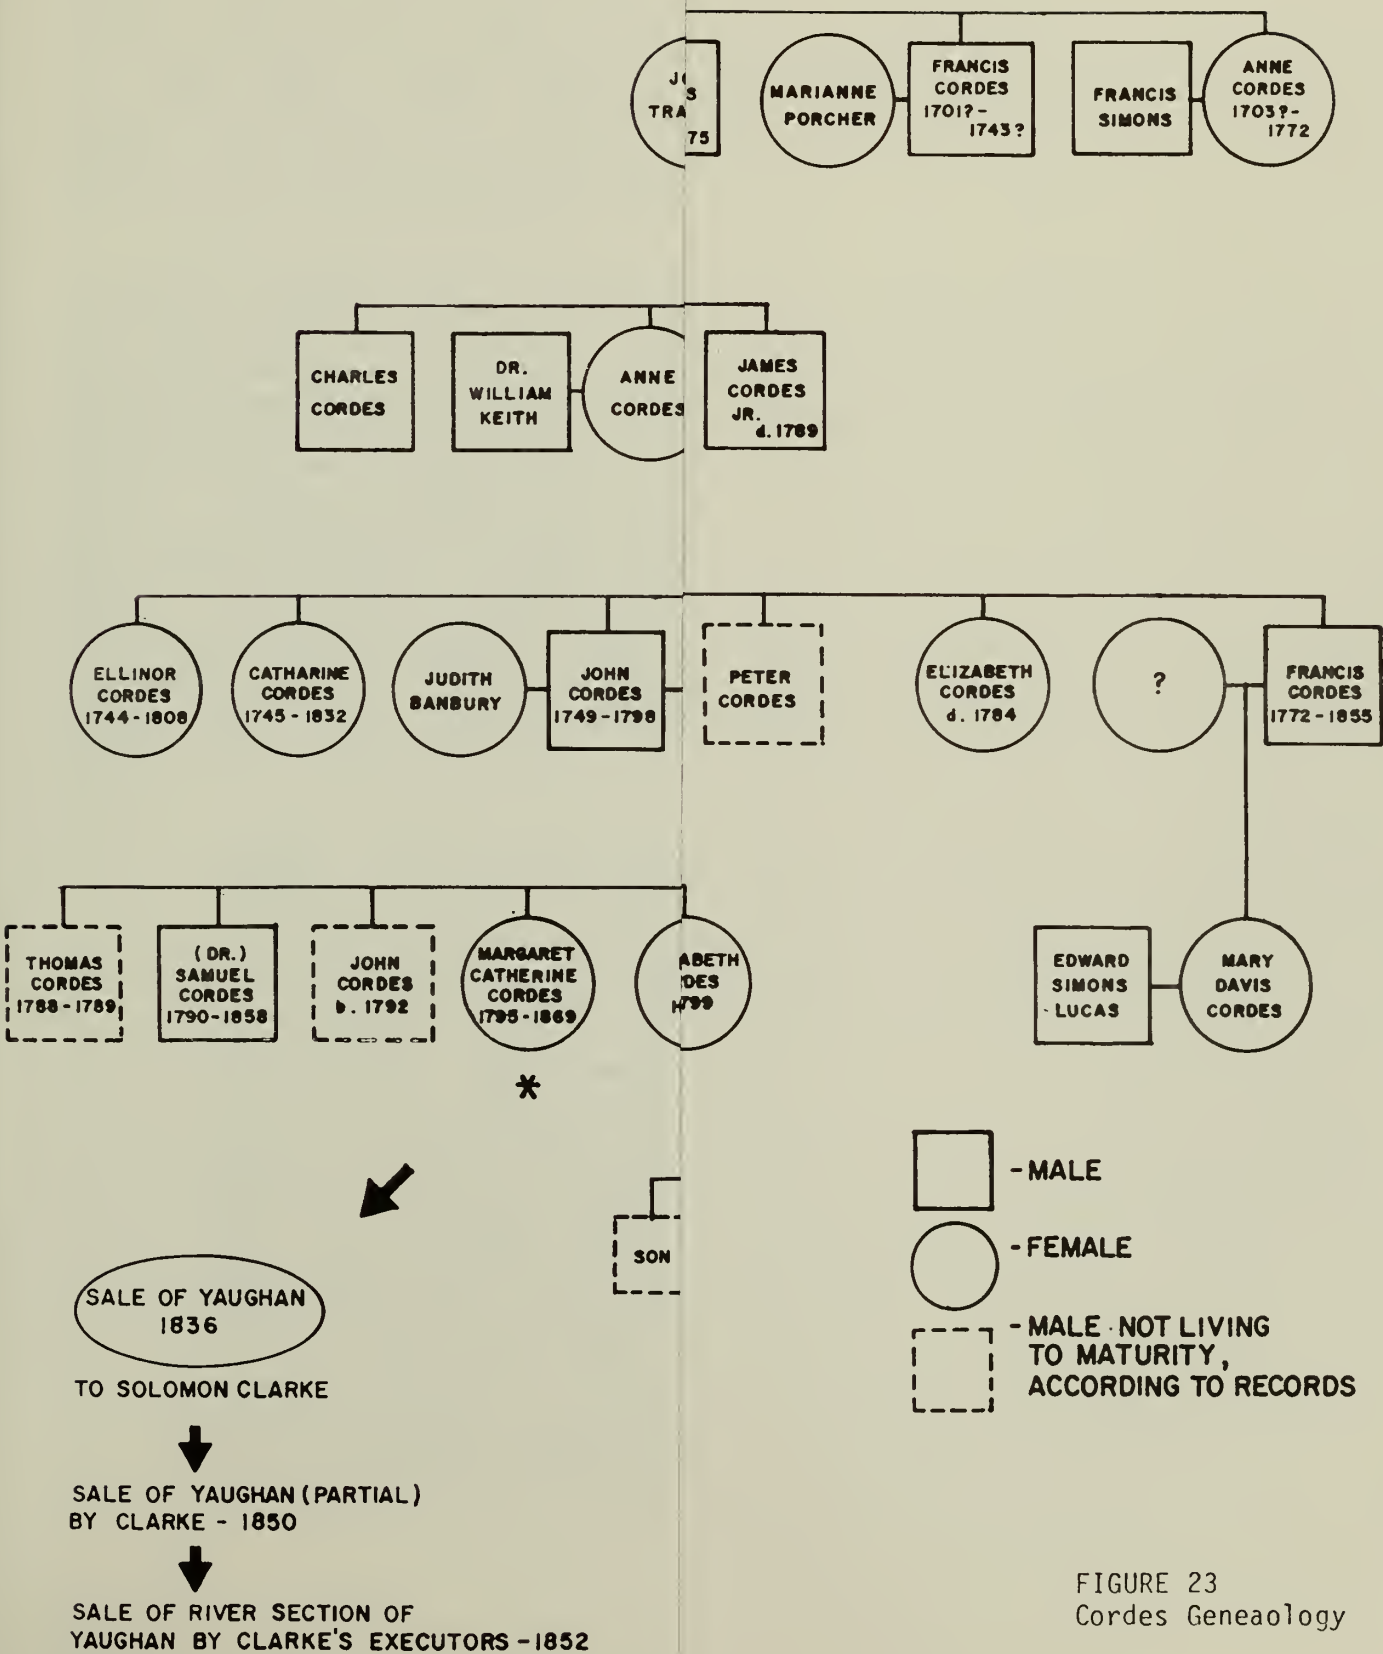 TRA
75
MARIANNE
PORCHER
FRANCIS
CORDES
1701?-
1743?
FRANCIS
SIMONS
ANNE
CORDES
1703?-
1772
CHARLES
CORDES
DR.
WILLIAM
KEITH
ANNE
CORDES
JAMES
CORDES
JR.
d. 1789
ELLINOR
CORDES
1744-1808
CATHARINE
CORDES
1745-1832
JUDITH
BANBURY
JOHN
CORDES
1749-1798
PETER
CORDES
ELIZABETH
CORDES
d. 1784
?
FRANCIS
CORDES
1772-1855
THOMAS
CORDES
1788-1789
(DR.)
SAMUEL
CORDES
1790-1858
JOHN
CORDES
b. 1792
MARGARET
CATHERINE
CORDES
1795-1869
ABETH
DES
799
EDWARD
SIMONS
LUCAS
MARY
DAVIS
CORDES
*
SON
-MALE
-FEMALE
-MALE NOT LIVING
TO MATURITY,
ACCORDING TO RECORDS
SALE OF YAUGHAN
1836
TO SOLOMON CLARKE
SALE OF YAUGHAN (PARTIAL)
BY CLARKE - 1850
SALE OF RIVER SECTION OF
YAUGHAN BY CLARKE'S EXECUTORS -1852
FIGURE 23
Cordes Geneaology